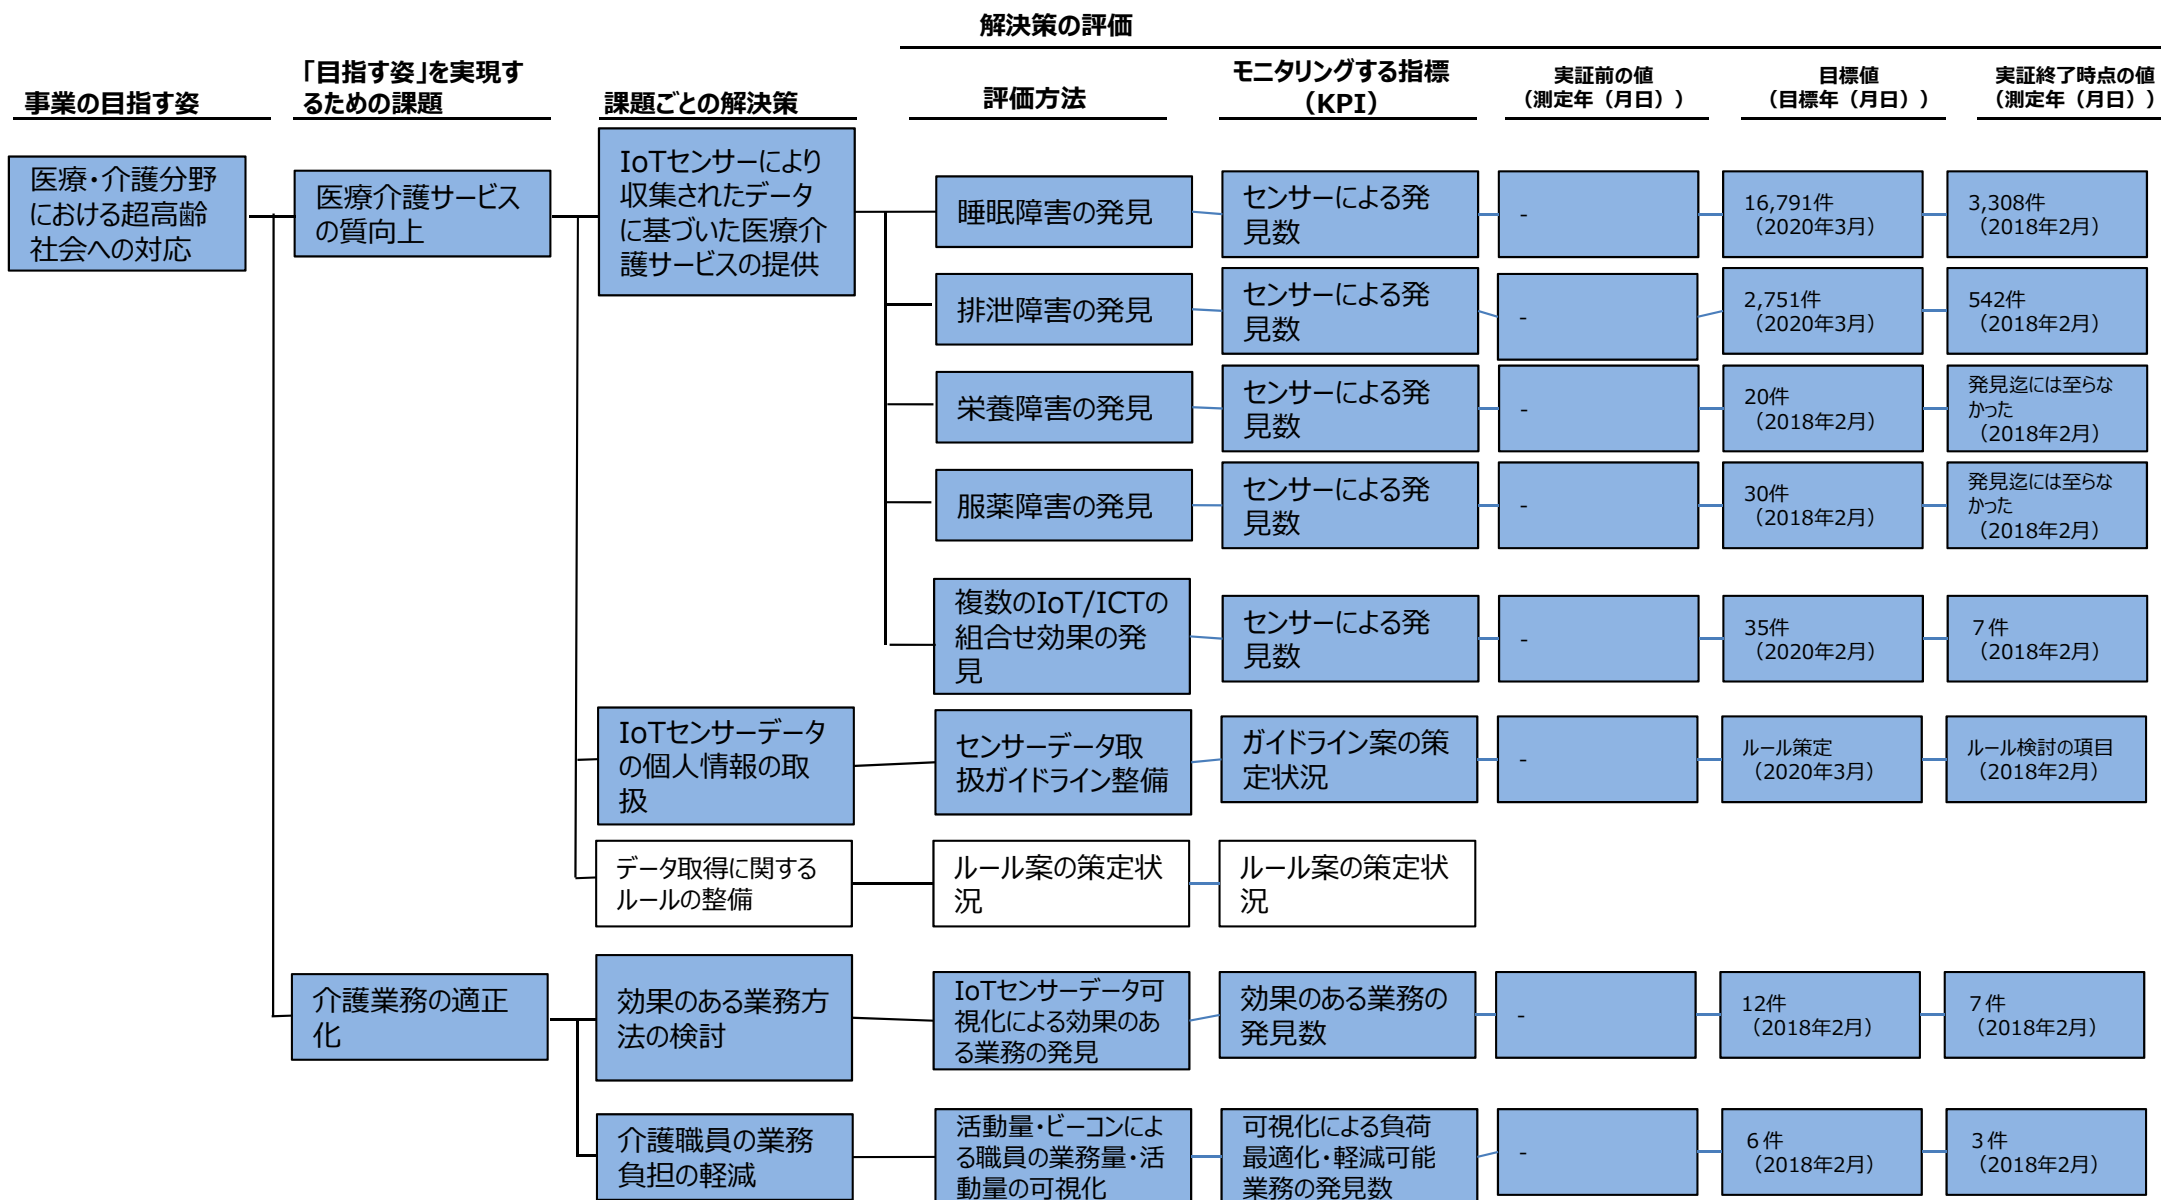 解決策の評価
事業の目指す姿
「目指す姿」を実現す
るための課題
課題ごとの解決策
評価方法
モニタリングする指標
（KPI）
実証前の値
（測定年（月日））
目標値
（目標年（月日））
実証終了時点の値
（測定年（月日））
医療・介護分野
における超高齢
社会への対応
医療介護サービス
の質向上
IoTセンサーにより
収集されたデータ
に基づいた医療介
護サービスの提供
睡眠障害の発見
センサーによる発
見数
-
16,791件
（2020年3月）
3,308件
（2018年2月）
排泄障害の発見
センサーによる発
見数
-
2,751件
（2020年3月）
542件
（2018年2月）
栄養障害の発見
センサーによる発
見数
-
20件
（2018年2月）
発見迄には至らな
かった
（2018年2月）
服薬障害の発見
センサーによる発
見数
-
30件
（2018年2月）
発見迄には至らな
かった
（2018年2月）
複数のIoT/ICTの
組合せ効果の発
見
センサーによる発
見数
-
35件
（2020年2月）
７件
（2018年2月）
IoTセンサーデータ
の個人情報の取
扱
センサーデータ取
扱ガイドライン整備
ガイドライン案の策
定状況
-
ルール策定
（2020年3月）
ルール検討の項目
（2018年2月）
データ取得に関する
ルールの整備
ルール案の策定状
況
ルール案の策定状
況
介護業務の適正
化
効果のある業務方
法の検討
IoTセンサーデータ可
視化による効果のあ
る業務の発見
効果のある業務の
発見数
-
12件
（2018年2月）
７件
（2018年2月）
介護職員の業務
負担の軽減
活動量・ビーコンによ
る職員の業務量・活
動量の可視化
可視化による負荷
最適化・軽減可能
業務の発見数
-
６件
（2018年2月）
３件
（2018年2月）